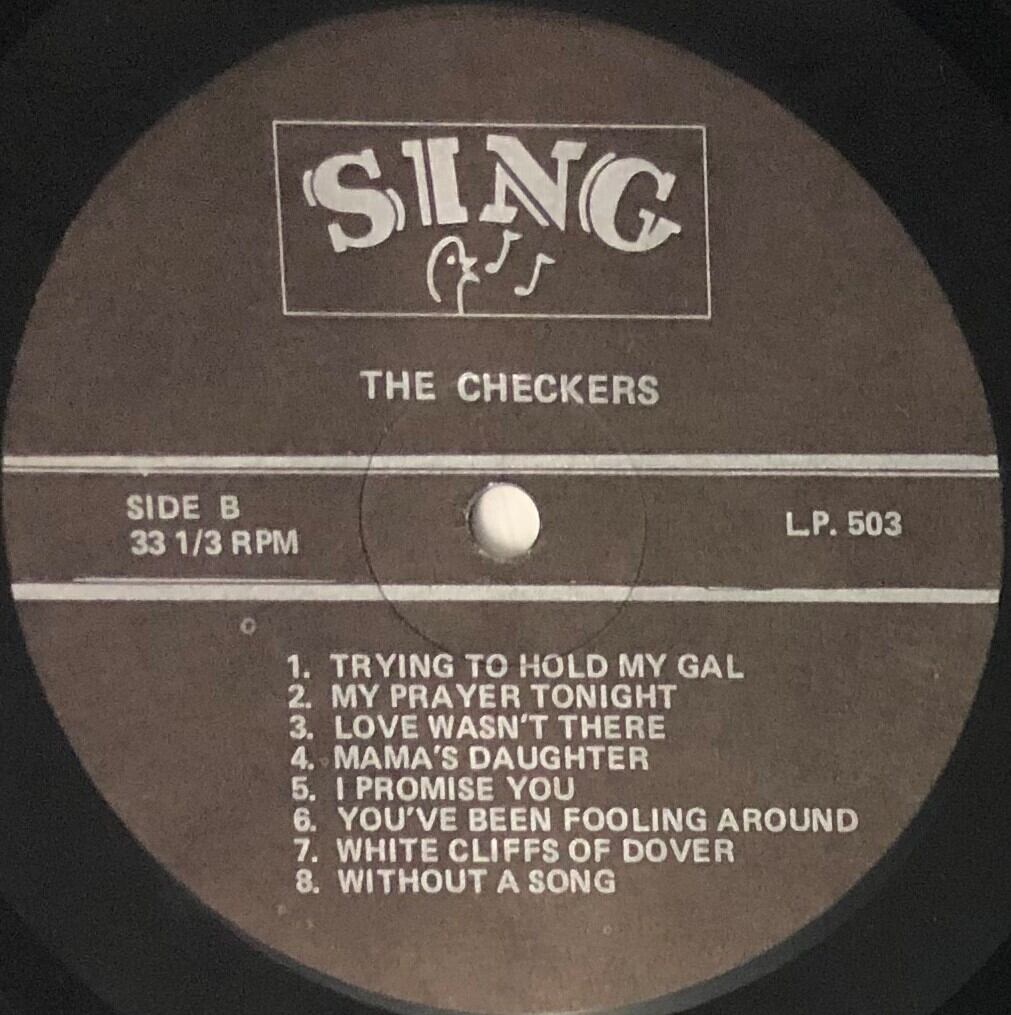 SING
THE CHECKERS
SIDE B
33 1/3 RPM
L.P. 503
1. TRYING TO HOLD MY GAL
2. MY PRAYER TONIGHT
3. LOVE WASN'T THERE
4. MAMA'S DAUGHTER
5. I PROMISE YOU
6. YOU'VE BEEN FOOLING AROUND
7. WHITE CLIFFS OF DOVER
8. WITHOUT A SONG